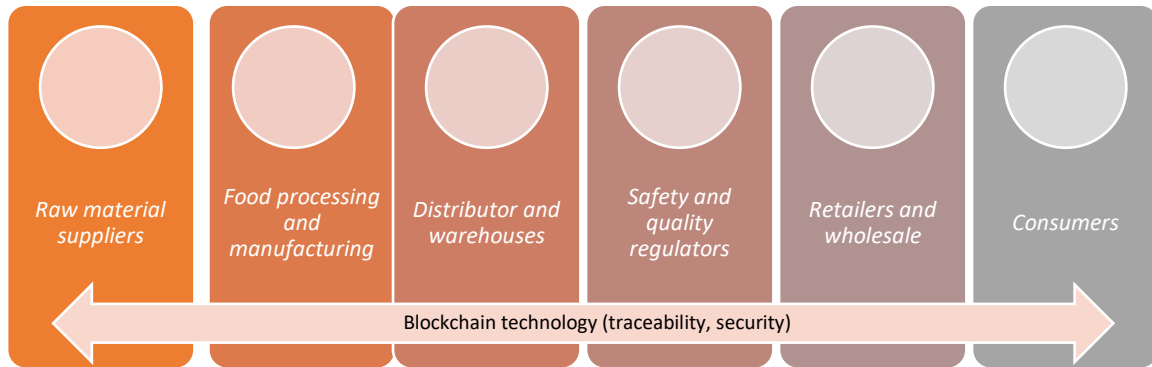 Raw material
suppliers
Food processing
and
manufacturing
Distributor and
warehouses
Safety and
quality
regulators
Retailers and
wholesale
Consumers
Blockchain technology (traceability, security)